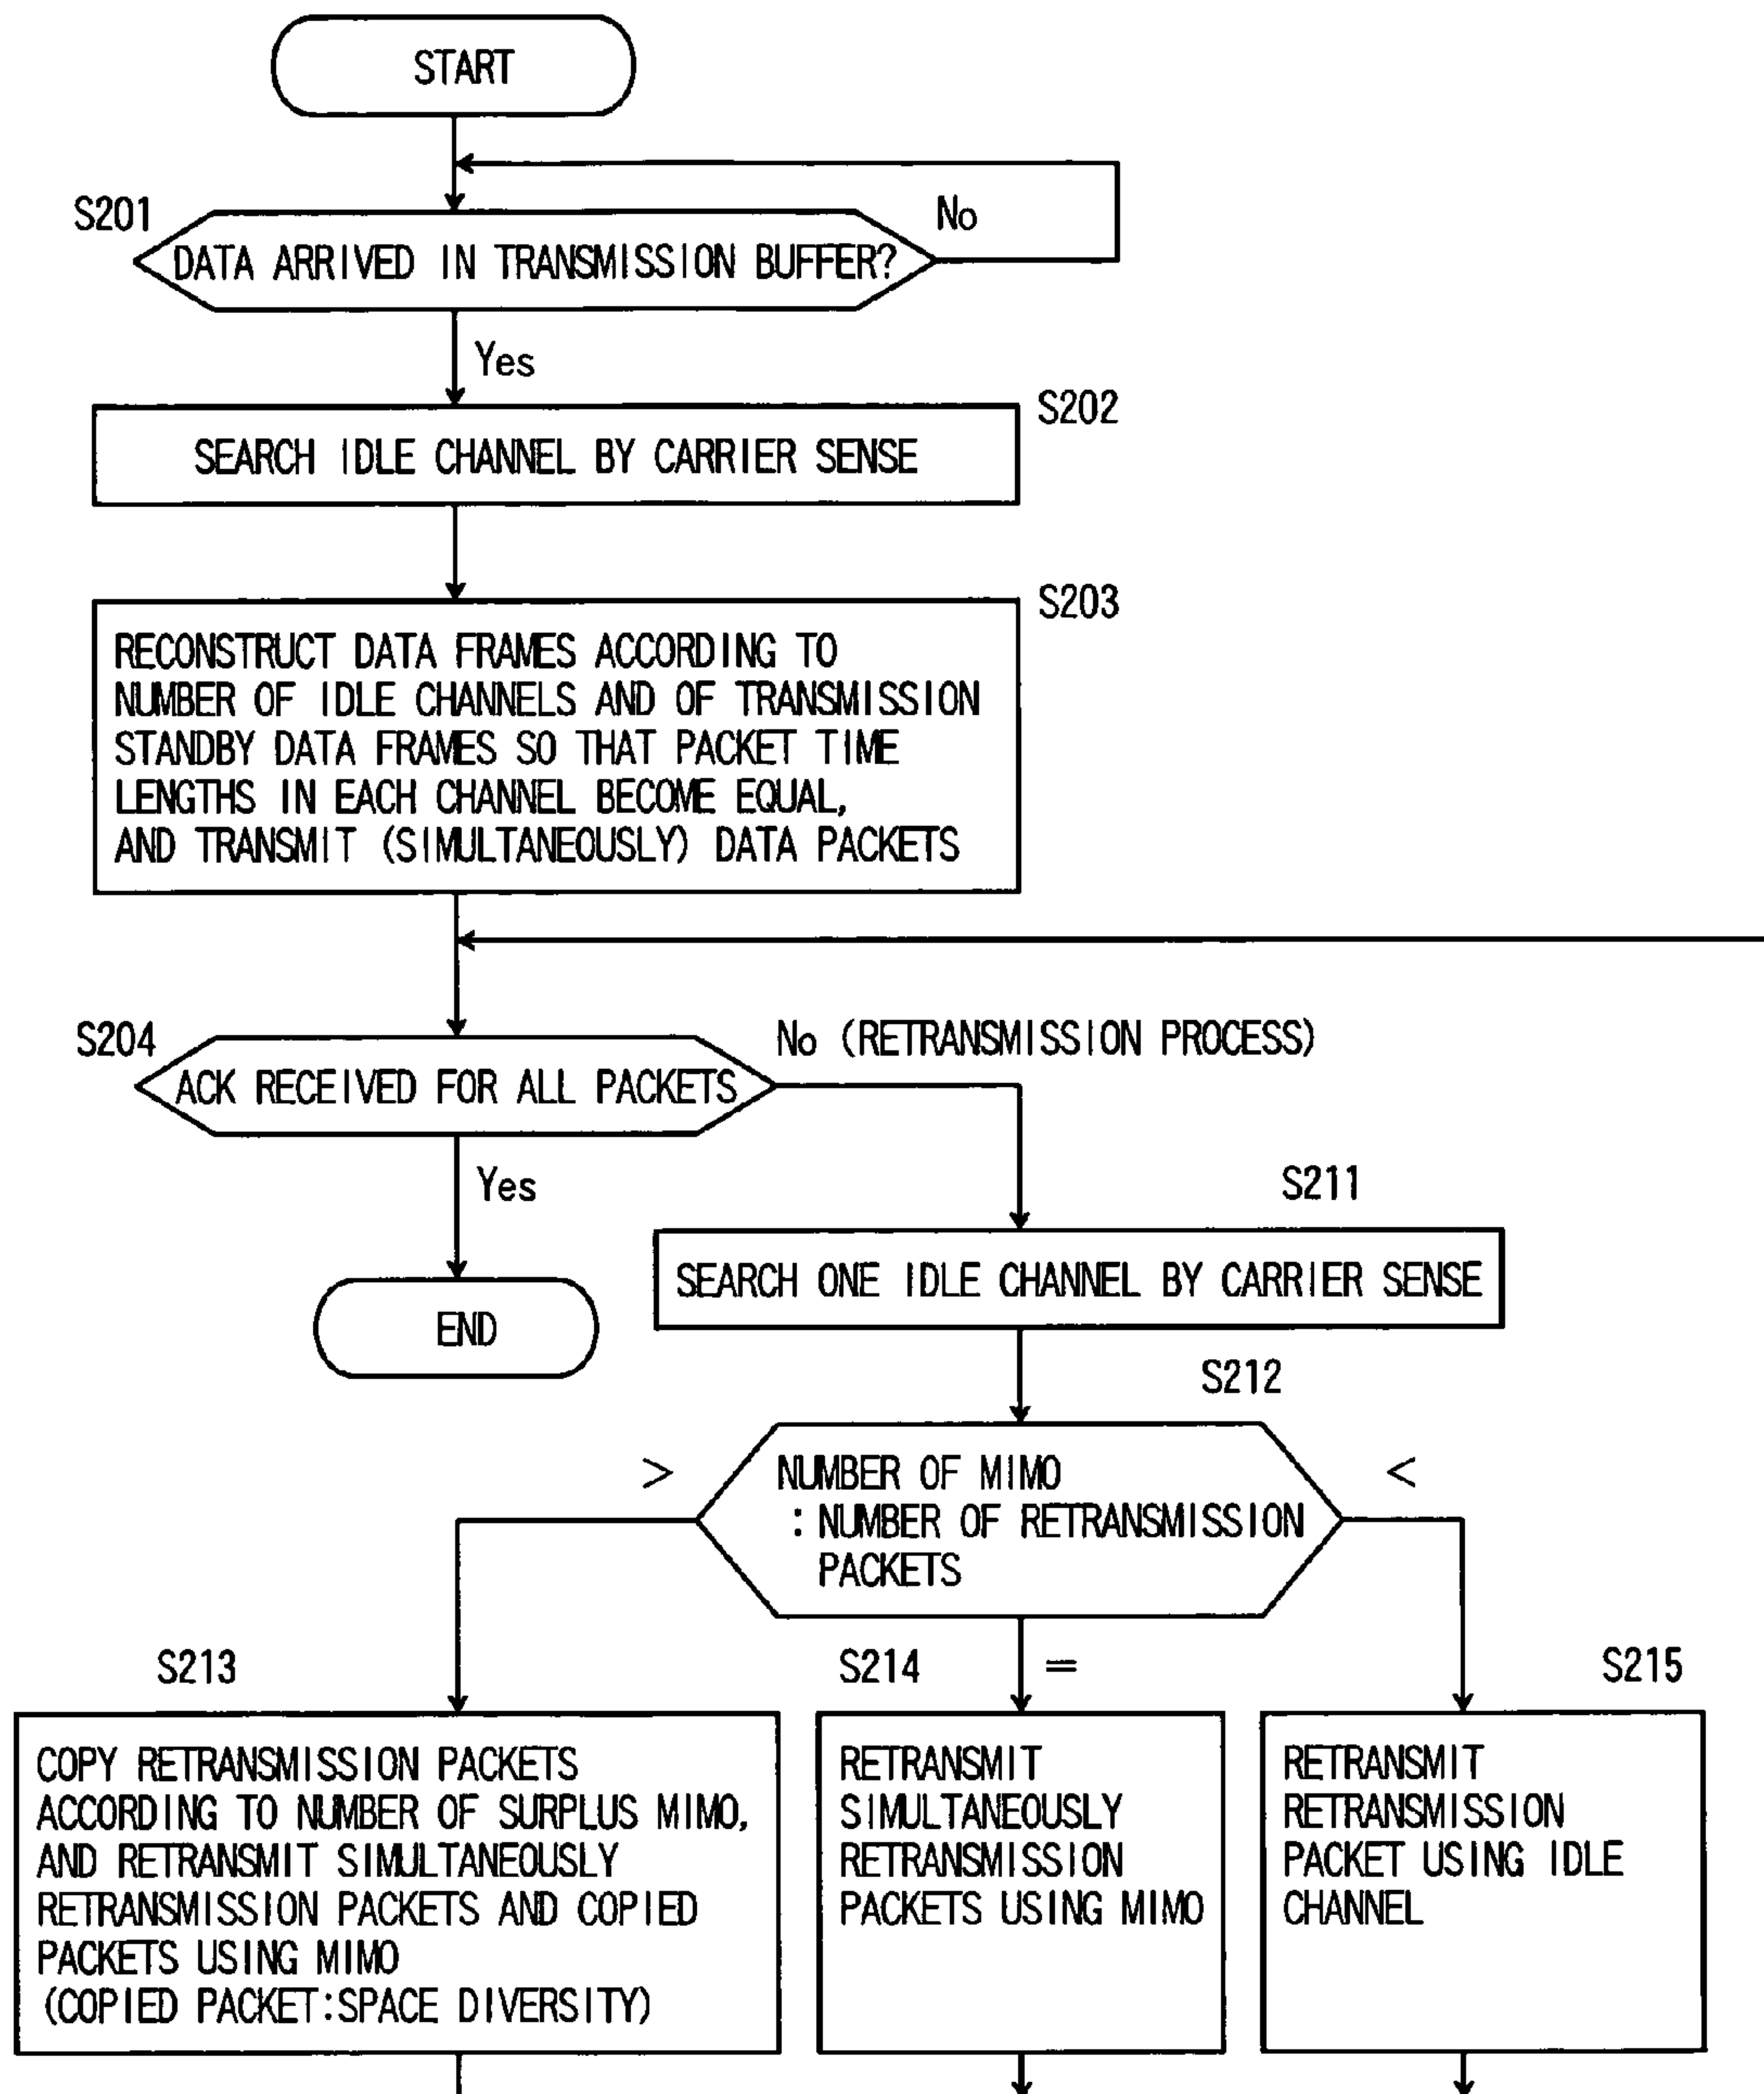 START
S201
No
DATA ARRIVED IN TRANSMISSION BUFFER?
Yes
S202
SEARCH IDLE CHANNEL BY CARRIER SENSE
S203
RECONSTRUCT DATA FRAMES ACCORDING TO
NUMBER OF IDLE CHANNELS AND OF TRANSMISSION
STANDBY DATA FRAMES SO THAT PACKET TIME
LENGTHS IN EACH CHANNEL BECOME EQUAL,
AND TRANSMIT (SIMULTANEOUSLY) DATA PACKETS
S204
No (RETRANSMISSION PROCESS)
ACK RECEIVED FOR ALL PACKETS
Yes
S211
SEARCH ONE IDLE CHANNEL BY CARRIER SENSE
END
S212
>
NUMBER OF MIMO
: NUMBER OF RETRANSMISSION
PACKETS
<
S213
COPY RETRANSMISSION PACKETS
ACCORDING TO NUMBER OF SURPLUS MIMO,
AND RETRANSMIT SIMULTANEOUSLY
RETRANSMISSION PACKETS AND COPIED
PACKETS USING MIMO
(COPIED PACKET:SPACE DIVERSITY)
S214
=
RETRANSMIT
SIMULTANEOUSLY
RETRANSMISSION
PACKETS USING MIMO
S215
RETRANSMIT
RETRANSMISSION
PACKET USING IDLE
CHANNEL